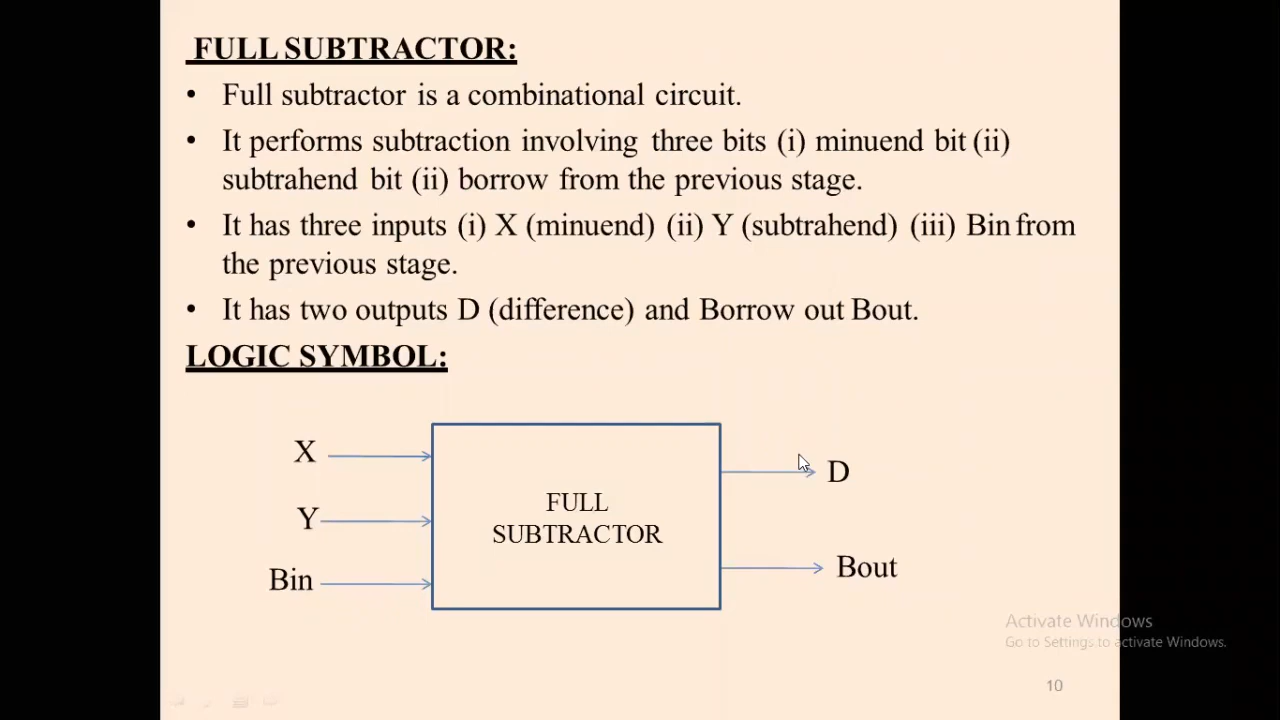 FULL SUBTRACTOR:
• Full subtractor is a combinational circuit.
• It performs subtraction involving three bits (i) minuend bit (ii)
subtrahend bit (ii) borrow from the previous stage.
• It has three inputs (i) X (minuend) (ii) Y (subtrahend) (iii) Bin from
the previous stage.
• It has two outputs D (difference) and Borrow out Bout.
LOGIC SYMBOL:
X
Y
Bin
FULL
SUBTRACTOR
D
Bout
Activate Windows
Go to Settings to activate Windows.
10